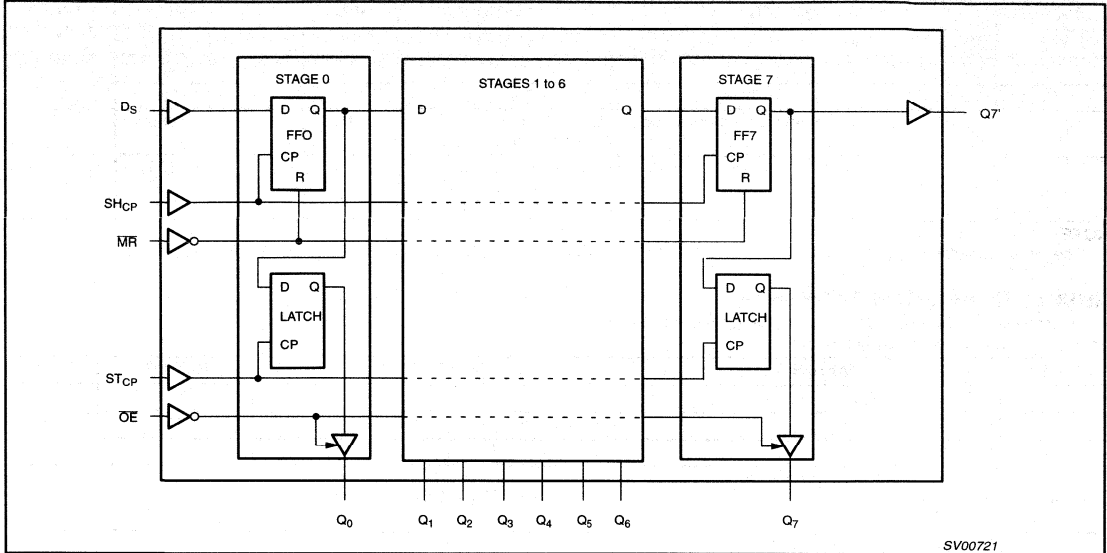 STAGE 0
STAGES 1 to 6
STAGE 7
DS
D Q
D
Q
D Q
Q7'
FFO
FF7
CP
CP
R
R
SHCP
MR
D Q
D Q
LATCH
LATCH
CP
CP
STCP
OE
Q0
Q1
Q2
Q3
Q4
Q5
Q6
Q7
SV00721